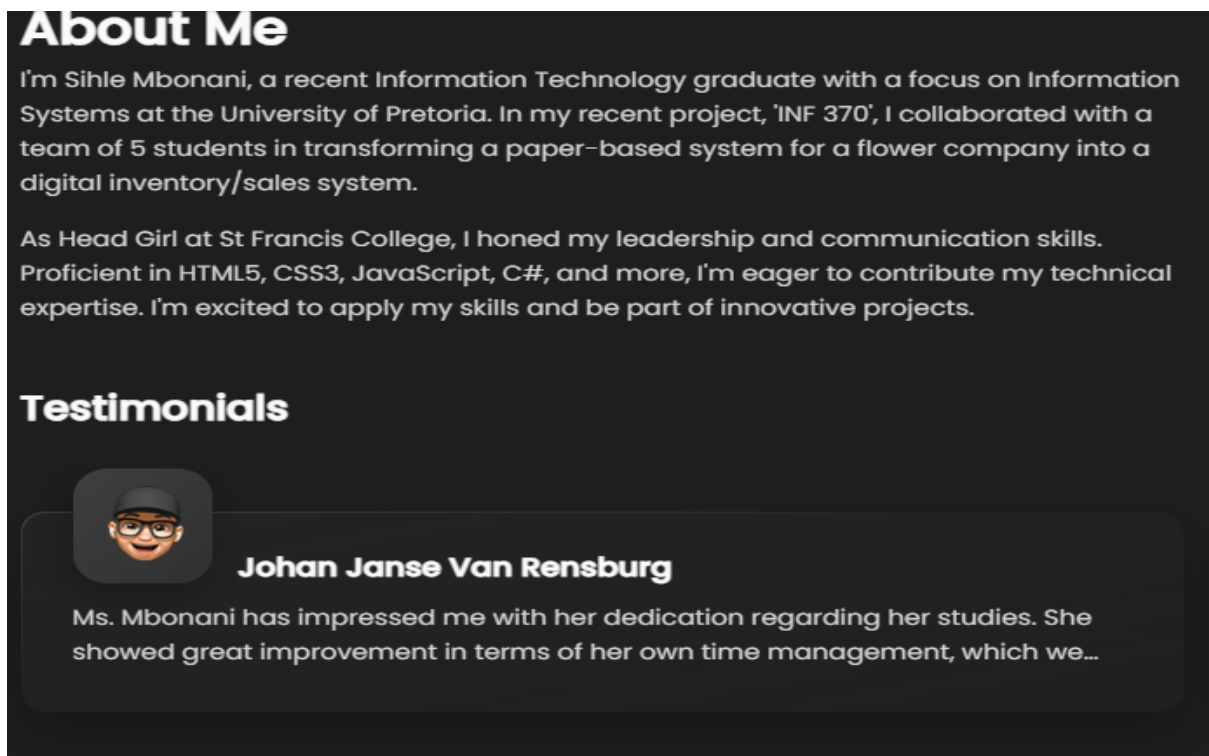 About Me
I'm Sihle Mbonani, a recent Information Technology graduate with a focus on Information
Systems at the University of Pretoria. In my recent project, 'INF 370', I collaborated with a
team of 5 students in transforming a paper-based system for a flower company into a
digital inventory/sales system.
As Head Girl at St Francis College, I honed my leadership and communication skills.
Proficient in HTML5, CSS3, JavaScript, C#, and more, I'm eager to contribute my technical
expertise. I'm excited to apply my skills and be part of innovative projects.
Testimonials
Johan Janse Van Rensburg
Ms. Mbonani has impressed me with her dedication regarding her studies. She
showed great improvement in terms of her own time management, which we...